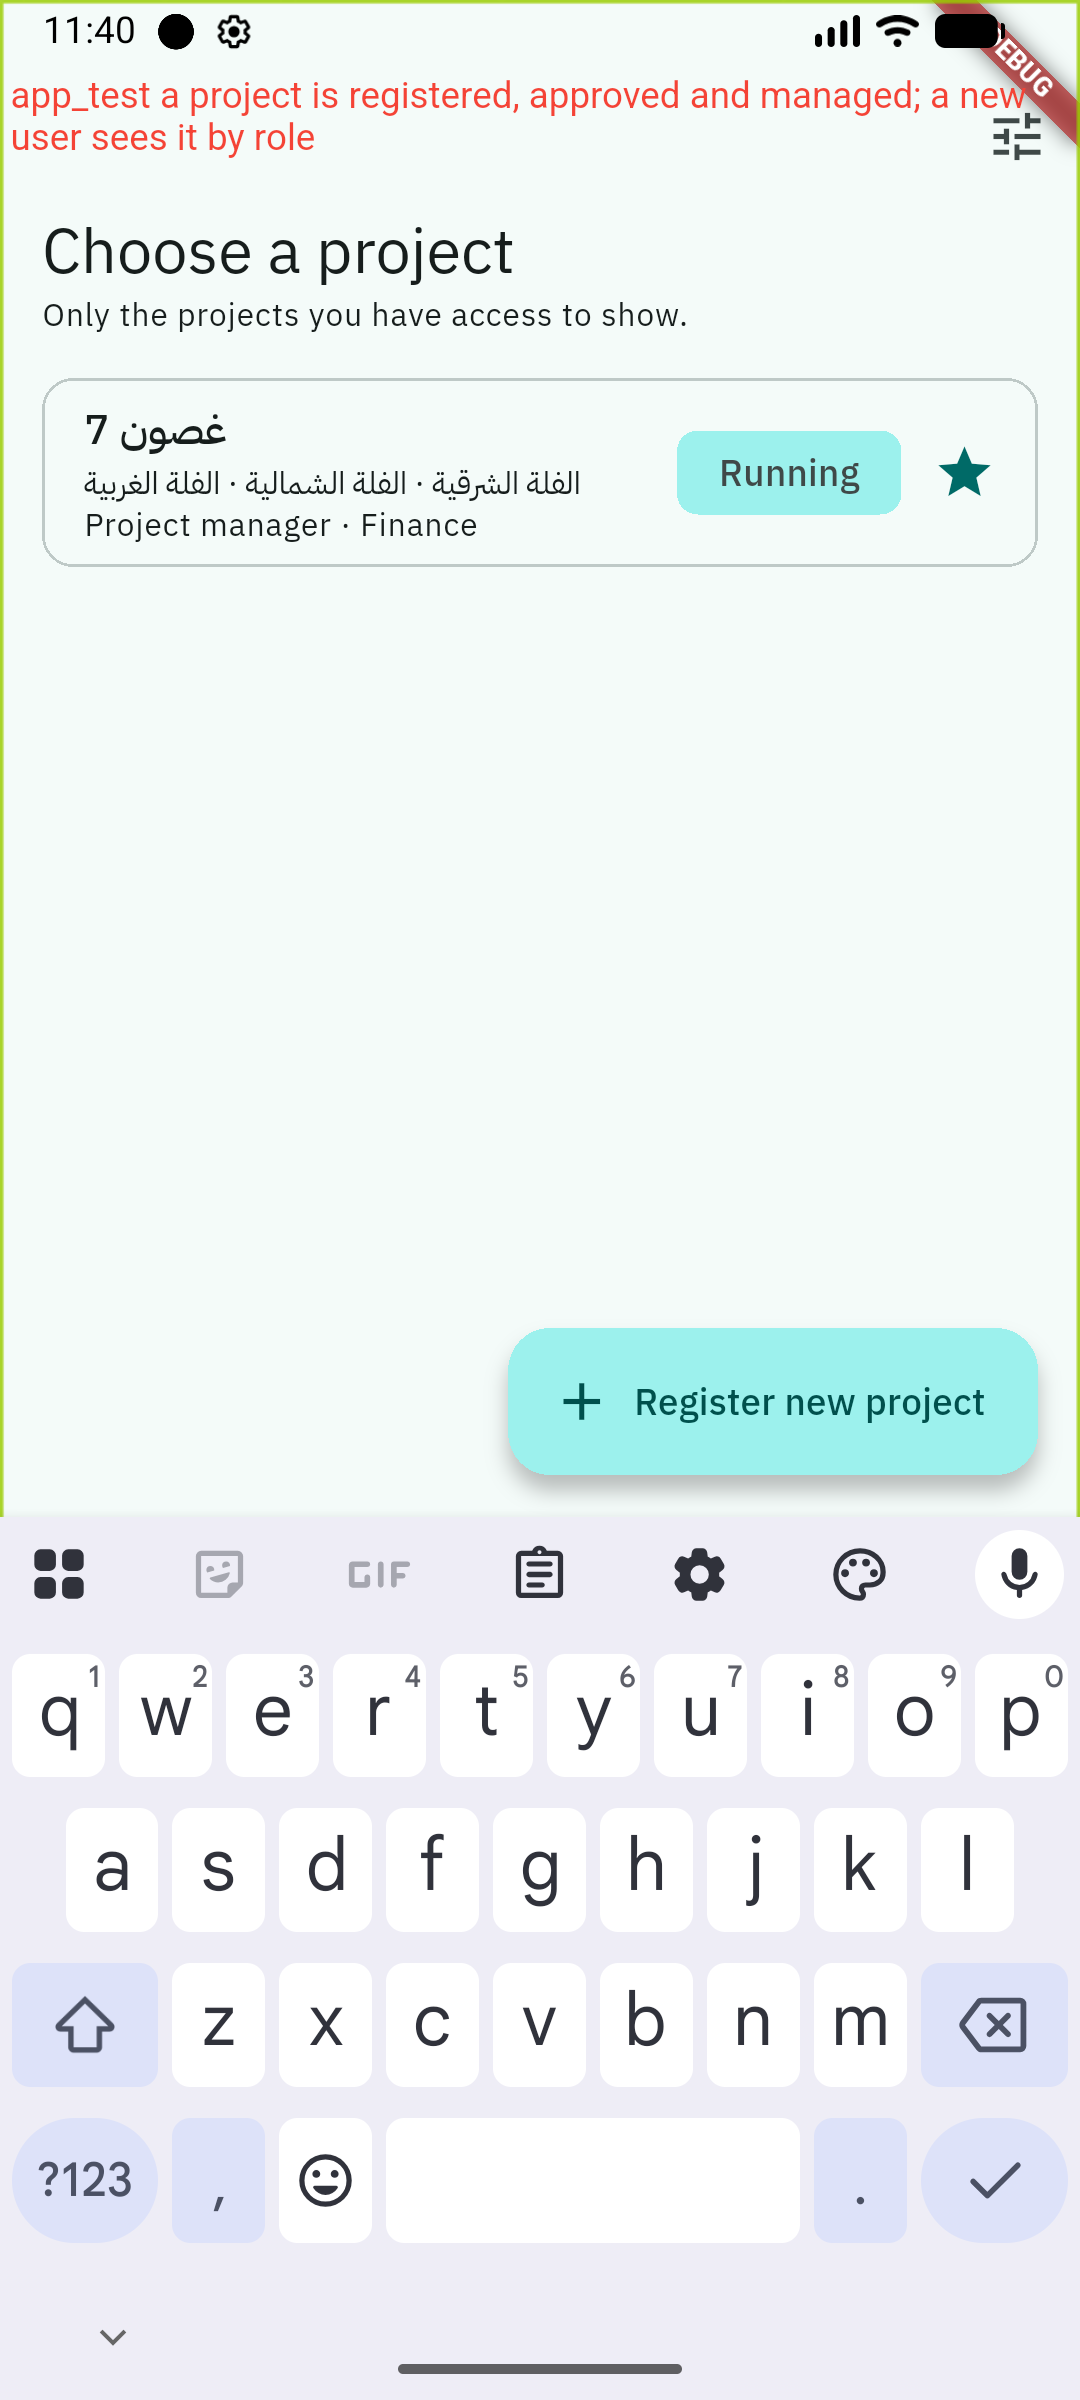 11:40
DEBUG
app_test a project is registered, approved and managed; a new
user sees it by role
Choose a project
Only the projects you have access to show.
غصون 7
الفلة الشرقية · الفلة الشمالية · الفلة الغربية
Project manager · Finance
Running
Register new project
GIF
q 1 w 2 e 3 r 4 t 5 y 6 u 7 i 8 o 9 p 0
a s d f g h j k l
z x c v b n m
?123 , .